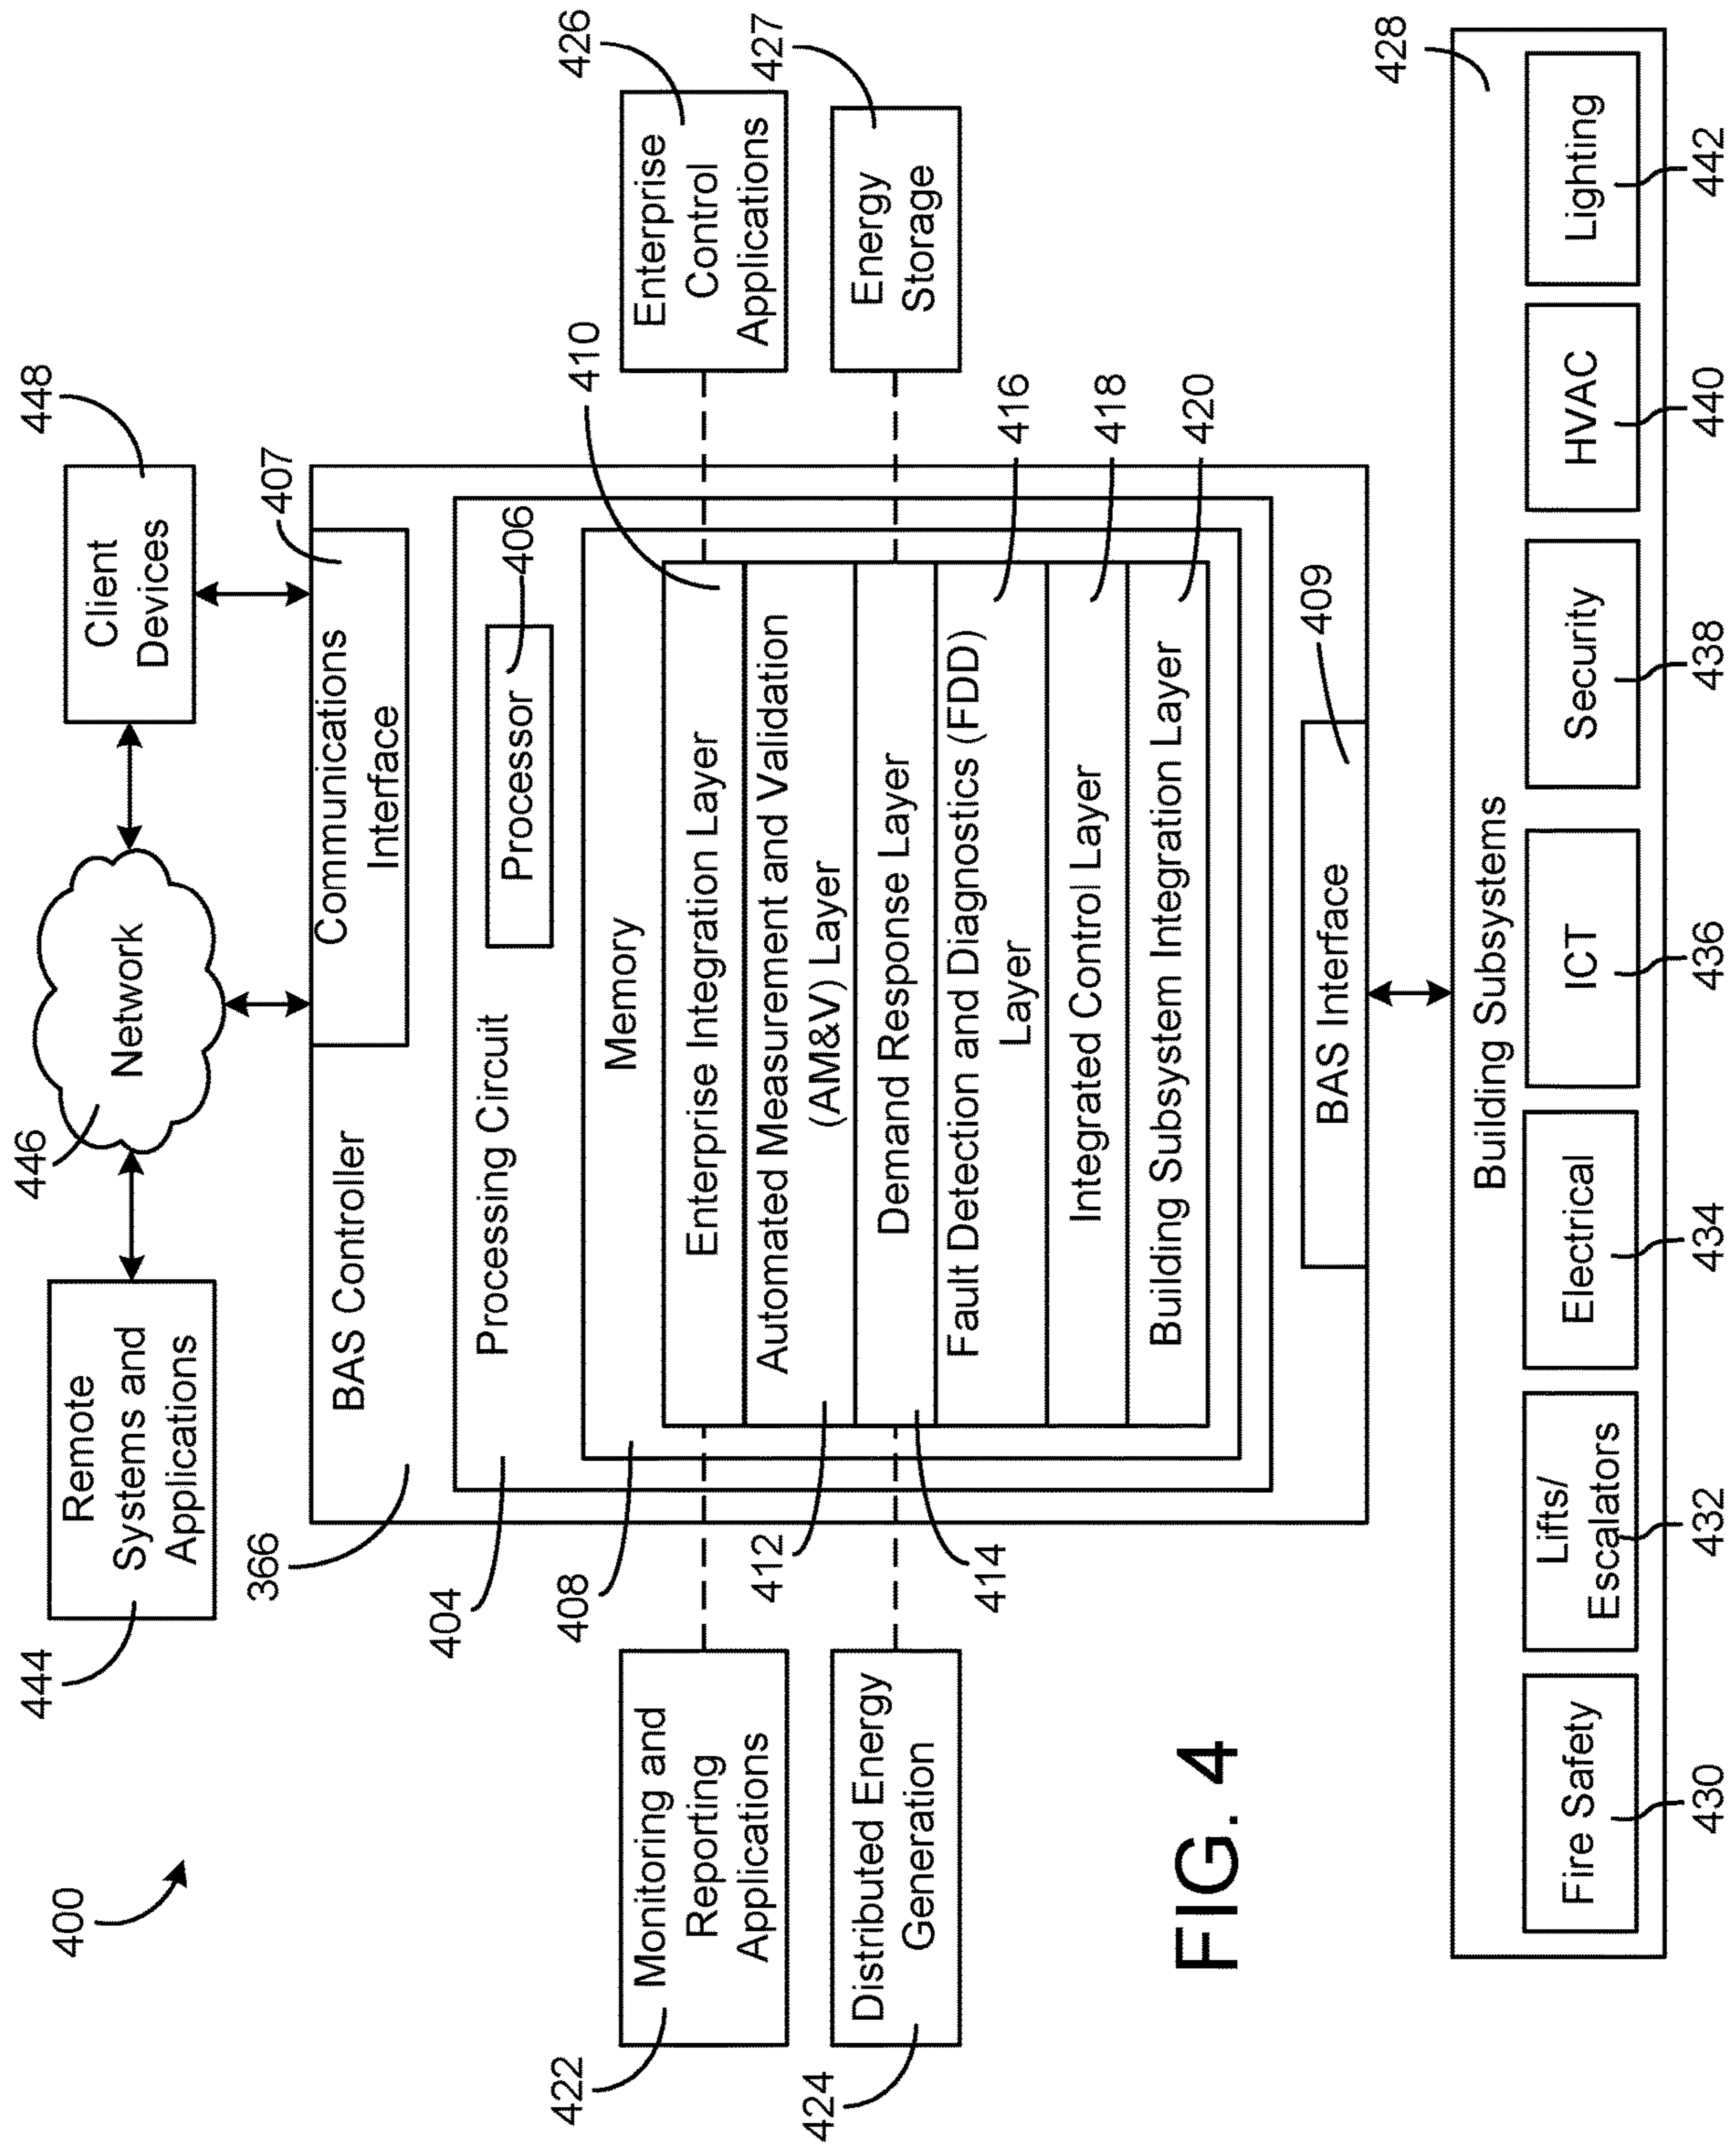 400
444
Remote
Systems and
Applications
446
Network
448
Client
Devices
366
BAS Controller
407
Communications
Interface
404
Processing Circuit
Processor
406
408
Memory
410
Enterprise Integration Layer
412
Automated Measurement and Validation
(AM&V) Layer
414
Demand Response Layer
416
Fault Detection and Diagnostics (FDD)
Layer
418
Integrated Control Layer
420
Building Subsystem Integration Layer
422
Monitoring and
Reporting
Applications
424
Distributed Energy
Generation
426
Enterprise
Control
Applications
427
Energy
Storage
409
BAS Interface
FIG. 4
428
Building Subsystems
Fire Safety
Lifts/
Escalators
Electrical
ICT
Security
HVAC
Lighting
430
432
434
436
438
440
442